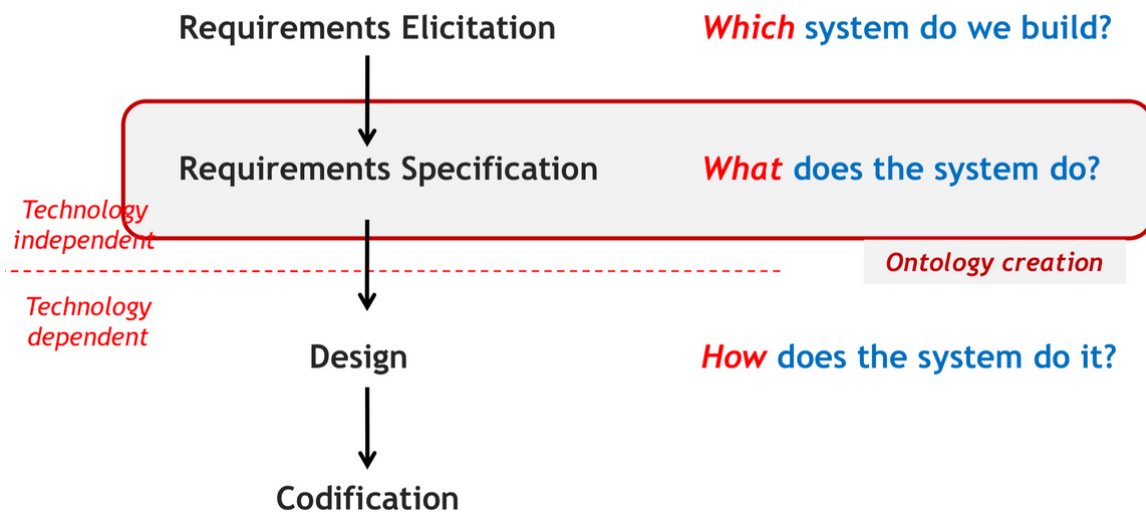 Requirements Elicitation
Which system do we build?
Requirements Specification
What does the system do?
Technology
independent
Ontology creation
Technology
dependent
Design
How does the system do it?
Codification